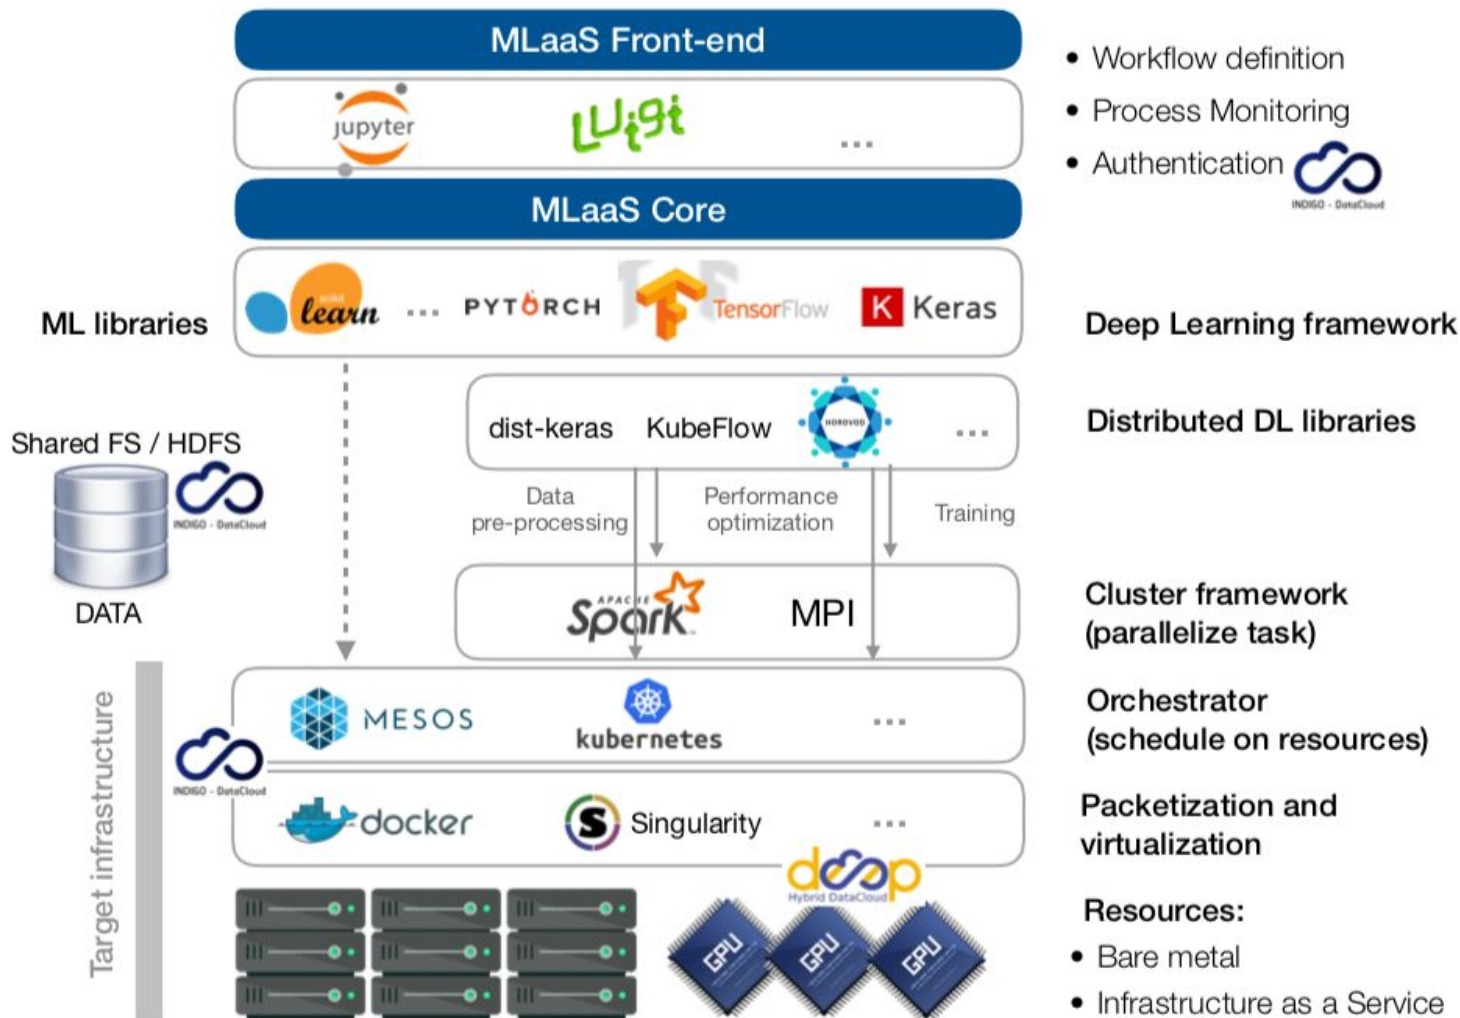 MLaaS Front-end
jupyter
Luigi
...
• Workflow definition
• Process Monitoring
• Authentication
INDIGO - DataCloud
MLaaS Core
ML libraries
scikit
learn
...
PYTORCH
TensorFlow
K Keras
Deep Learning framework
dist-keras
KubeFlow
HOROVOD
...
Distributed DL libraries
Shared FS / HDFS
INDIGO - DataCloud
DATA
Data
pre-processing
Performance
optimization
Training
APACHE
Spark
MPI
Cluster framework
(parallelize task)
Target infrastructure
MESOS
kubernetes
...
Orchestrator
(schedule on resources)
INDIGO - DataCloud
docker
S Singularity
...
Packetization and
virtualization
deep
Hybrid DataCloud
GPU
GPU
GPU
Resources:
• Bare metal
• Infrastructure as a Service